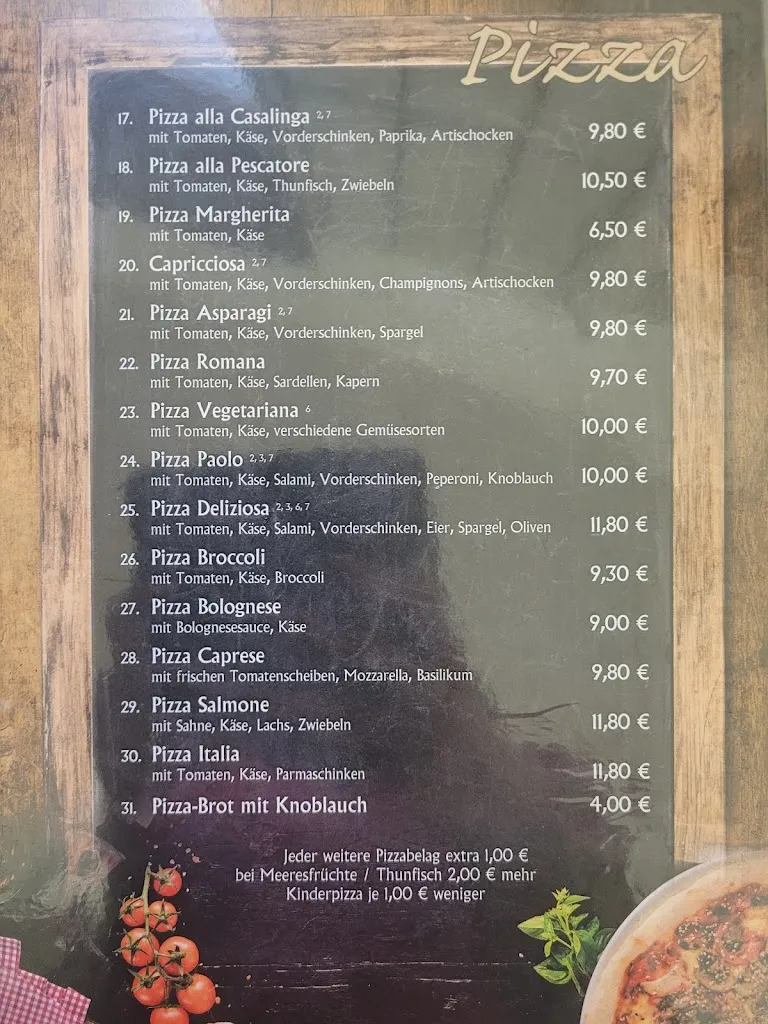 Pizza
17. Pizza alla Casalinga 2, 7
mit Tomaten, Käse, Vorderschinken, Paprika, Artischocken 9,80 €
18. Pizza alla Pescatore
mit Tomaten, Käse, Thunfisch, Zwiebeln 10,50 €
19. Pizza Margherita
mit Tomaten, Käse 6,50 €
20. Capricciosa 2, 7
mit Tomaten, Käse, Vorderschinken, Champignons, Artischocken 9,80 €
21. Pizza Asparagi 2, 7
mit Tomaten, Käse, Vorderschinken, Spargel 9,80 €
22. Pizza Romana
mit Tomaten, Käse, Sardellen, Kapern 9,70 €
23. Pizza Vegetariana 6
mit Tomaten, Käse, verschiedene Gemüsesorten 10,00 €
24. Pizza Paolo 2, 3, 7
mit Tomaten, Käse, Salami, Vorderschinken, Peperoni, Knoblauch 10,00 €
25. Pizza Deliziosa 2, 3, 6, 7
mit Tomaten, Käse, Salami, Vorderschinken, Eier, Spargel, Oliven 11,80 €
26. Pizza Broccoli
mit Tomaten, Käse, Broccoli 9,30 €
27. Pizza Bolognese
mit Bolognesesauce, Käse 9,00 €
28. Pizza Caprese
mit frischen Tomatenscheiben, Mozzarella, Basilikum 9,80 €
29. Pizza Salmone
mit Sahne, Käse, Lachs, Zwiebeln 11,80 €
30. Pizza Italia
mit Tomaten, Käse, Parmaschinken 11,80 €
31. Pizza-Brot mit Knoblauch 4,00 €
Jeder weitere Pizzabelag extra 1,00 €
bei Meeresfrüchte / Thunfisch 2,00 € mehr
Kinderpizza je 1,00 € weniger